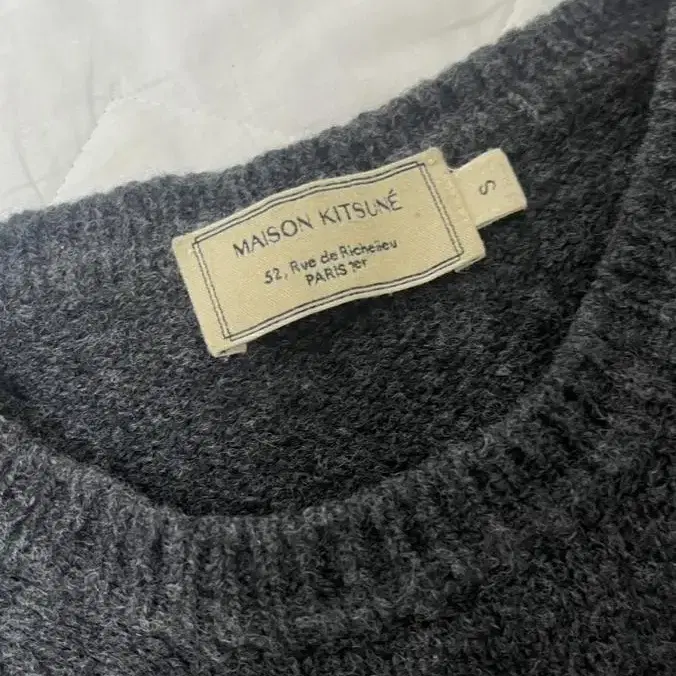 MAISON KITSUNÉ
52, Rue de Richelieu
PARIS 1er
S